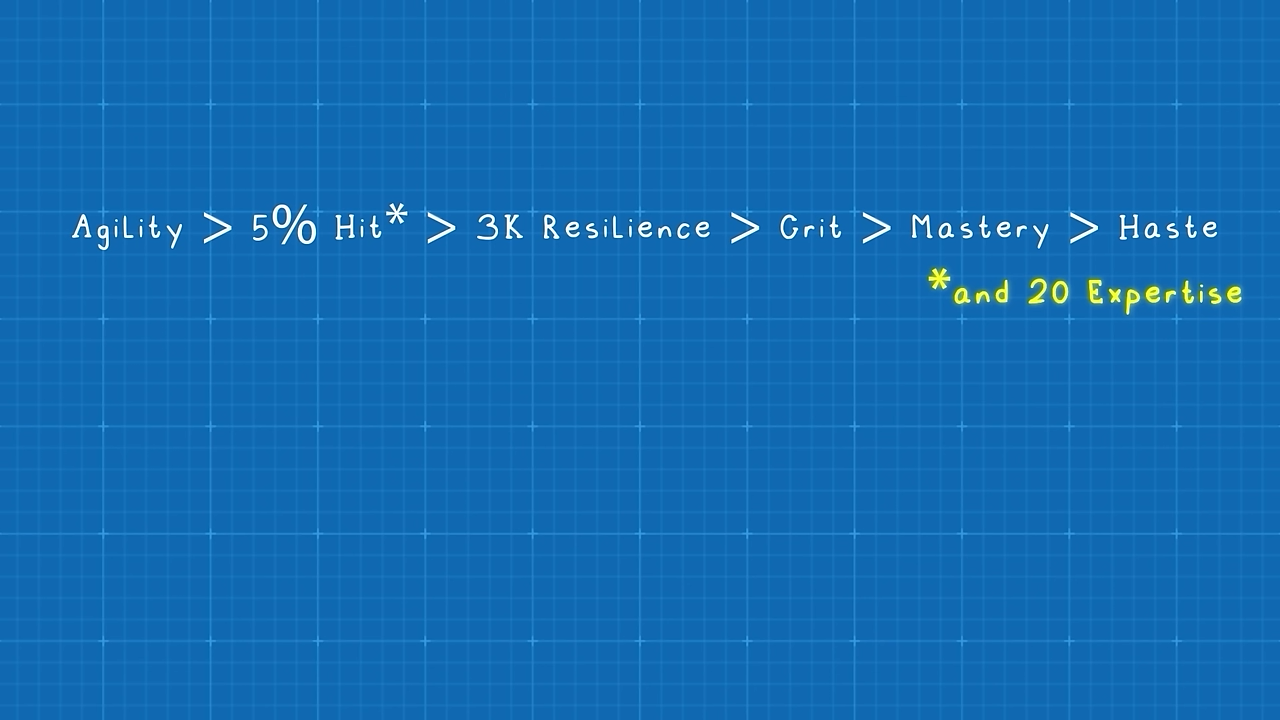 Agility > 5% Hit* > 3K Resilience > Grit > Mastery > Haste
*and 20 Expertise